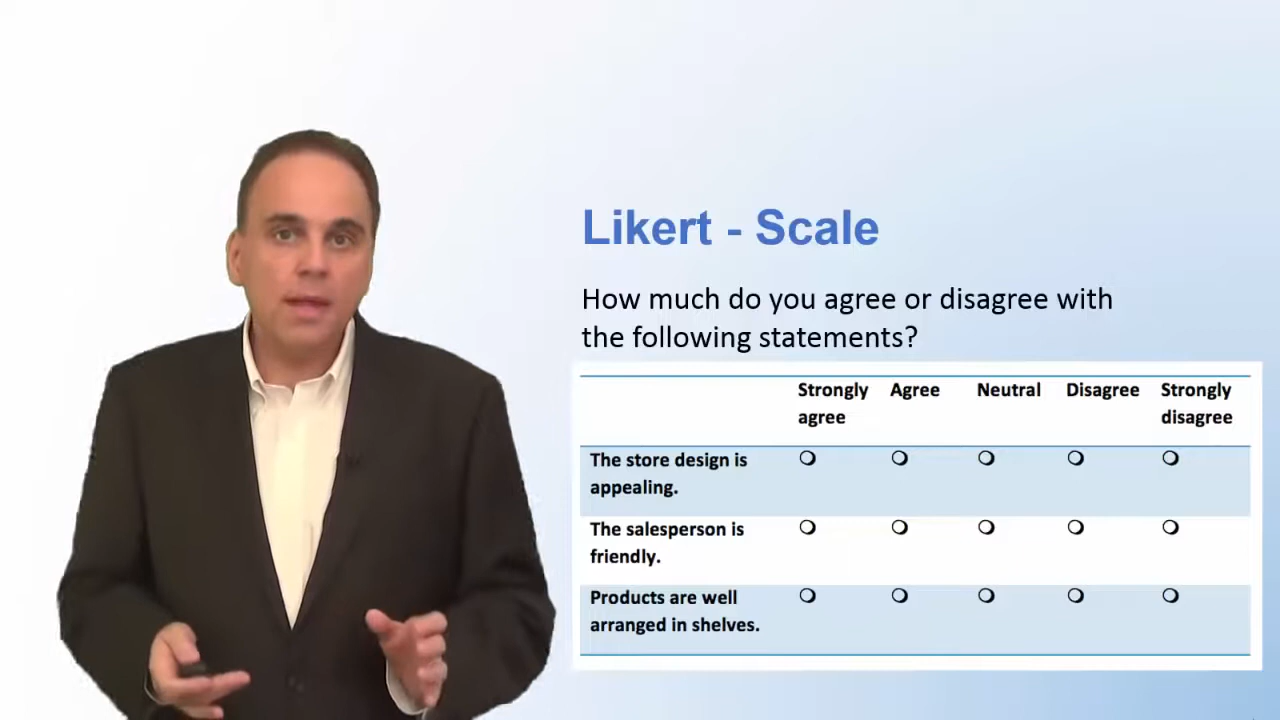 Likert - Scale
How much do you agree or disagree with
the following statements?
Strongly agree Agree Neutral Disagree Strongly disagree
The store design is
appealing.
The salesperson is
friendly.
Products are well
arranged in shelves.